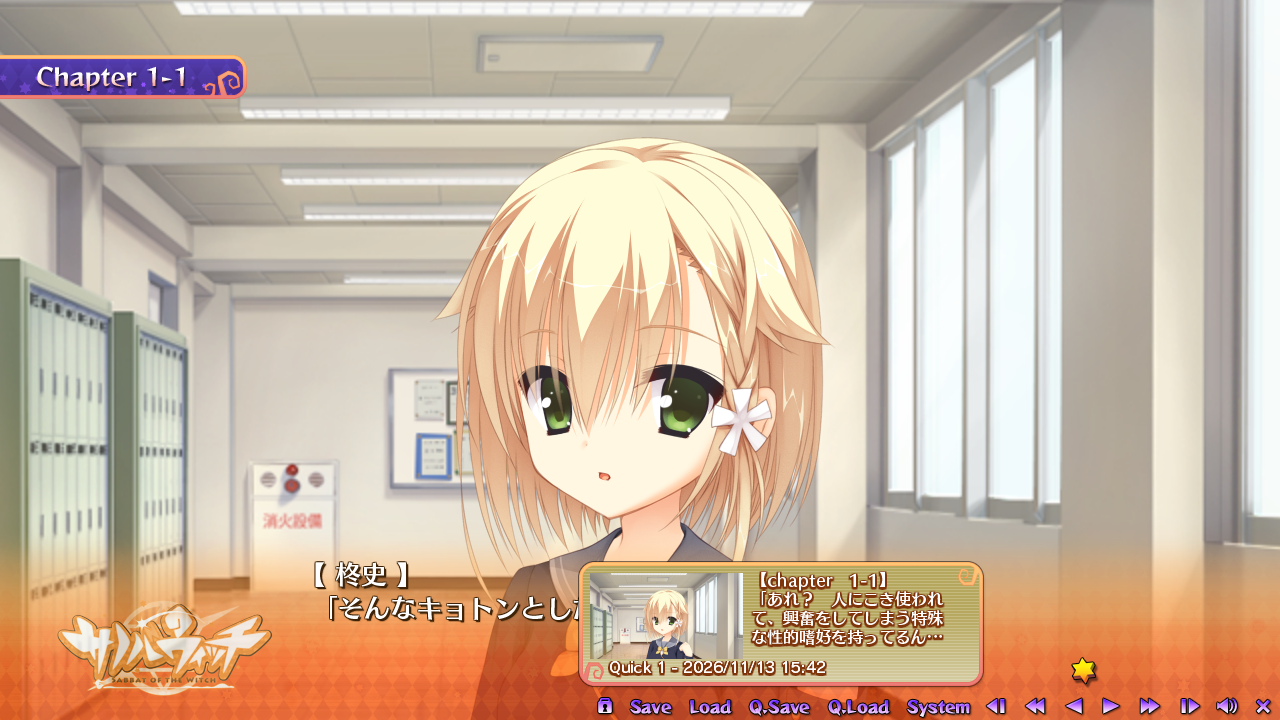 Chapter 1-1
消火設備
【 柊史 】
「そんなキョトンとした
【chapter　1-1】
「あれ？　人にこき使われ
て、興奮をしてしまう特殊
な性的嗜好を持ってるん…
Quick 1 - 2026/11/13 15:42
サノバウィッチ
SABBAT OF THE WITCH
Save Load Q.Save Q.Load System